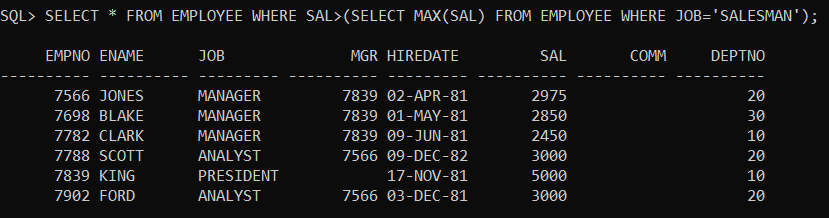 SQL> SELECT * FROM EMPLOYEE WHERE SAL>(SELECT MAX(SAL) FROM EMPLOYEE WHERE JOB='SALESMAN');
     EMPNO ENAME      JOB              MGR HIREDATE         SAL       COMM     DEPTNO
---------- ---------- --------- ---------- --------- ---------- ---------- ----------
      7566 JONES      MANAGER         7839 02-APR-81       2975                    20
      7698 BLAKE      MANAGER         7839 01-MAY-81       2850                    30
      7782 CLARK      MANAGER         7839 09-JUN-81       2450                    10
      7788 SCOTT      ANALYST         7566 09-DEC-82       3000                    20
      7839 KING       PRESIDENT            17-NOV-81       5000                    10
      7902 FORD       ANALYST         7566 03-DEC-81       3000                    20